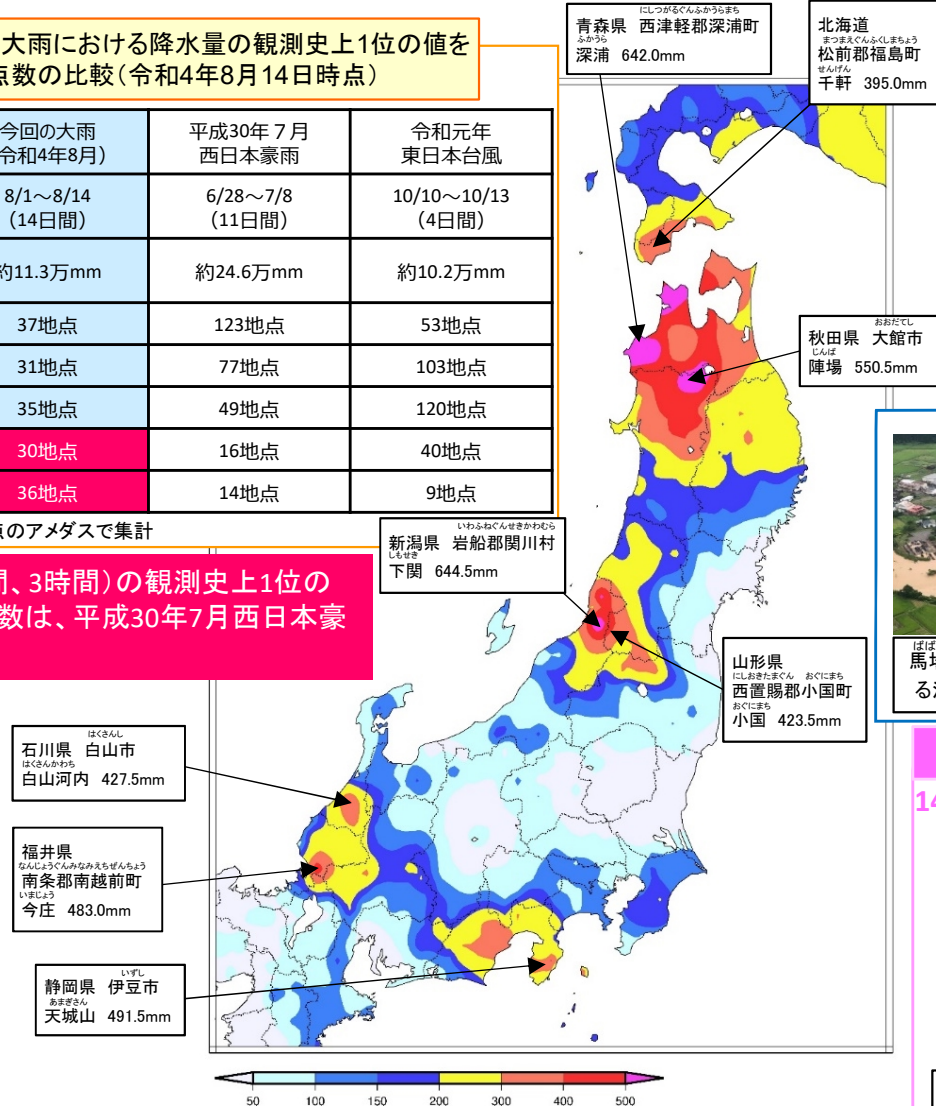 大雨における降水量の観測史上1位の値を
点数の比較(令和4年8月14日時点)
今回の大雨
令和4年8月)
平成30年7月
西日本豪雨
令和元年
東日本台風
8/1~8/14
(14日間)
6/28~7/8
(11日間)
10/10~10/13
(4日間)
約11.3万mm
約24.6万mm
約10.2万mm
37地点
123地点
53地点
31地点
77地点
103地点
35地点
49地点
120地点
30地点
16地点
40地点
36地点
14地点
9地点
点のアメダスで集計
間、3時間)の観測史上1位の
数は、平成30年7月西日本豪
にしつがるぐんふかうらまち
青森県 西津軽郡深浦町
ふかうら
深浦 642.0mm
北海道
まつまえぐんふくしまちょう
松前郡福島町
せんげん
千軒 395.0mm
おおだてし
秋田県 大館市
じんば
陣場 550.5mm
いわふねぐんせきかわむら
新潟県 岩船郡関川村
しもせき
下関 644.5mm
山形県
にしおきたまぐん おぐにまち
西置賜郡小国町
おぐにまち
小国 423.5mm
はくさんし
石川県 白山市
はくさんかわち
白山河内 427.5mm
福井県
なんじょうぐんみなみえちぜんちょう
南条郡南越前町
いまじょう
今庄 483.0mm
いずし
静岡県 伊豆市
あまぎさん
天城山 491.5mm
ばば
馬場
る
14
50 100 150 200 300 400 500